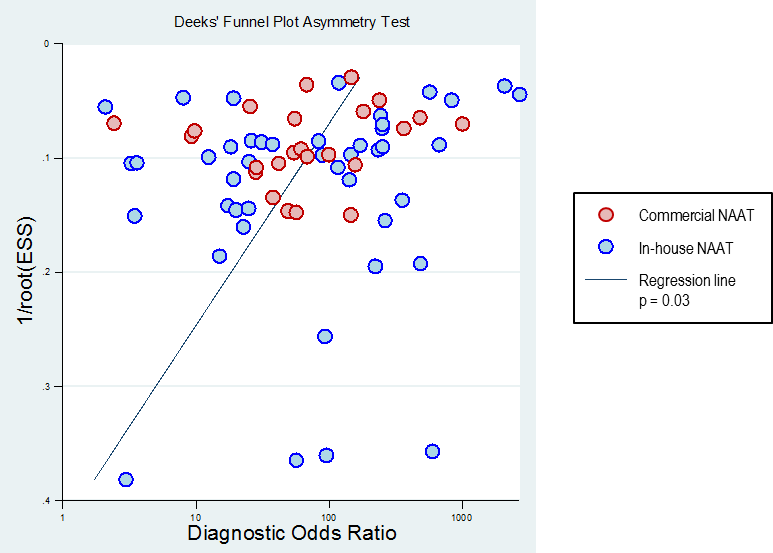 Deeks' Funnel Plot Asymmetry Test
0
.1
.2
.3
.4
1/root(ESS)
1
10
100
1000
Diagnostic Odds Ratio
Commercial NAAT
In-house NAAT
Regression line
p = 0.03